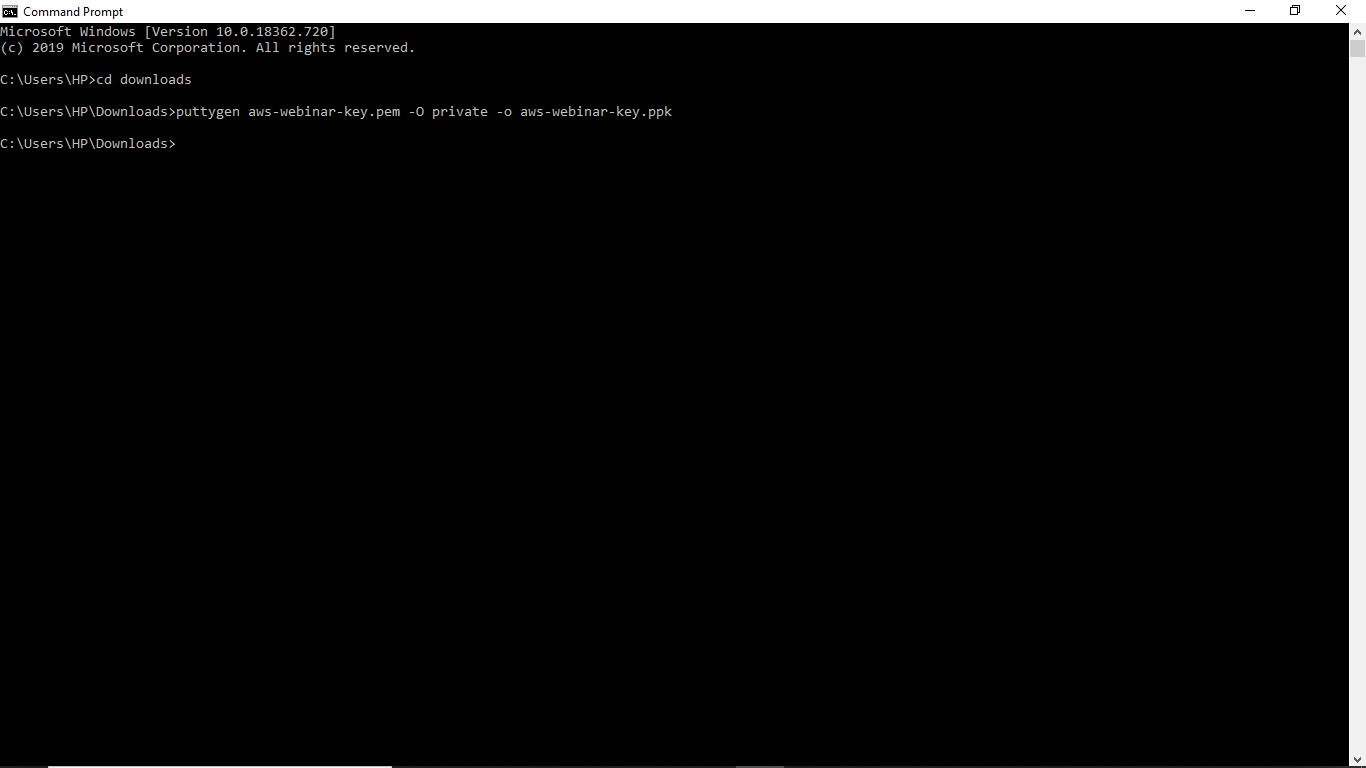 Command Prompt
Microsoft Windows [Version 10.0.18362.720]
(c) 2019 Microsoft Corporation. All rights reserved.
C:\Users\HP>cd downloads
C:\Users\HP\Downloads>puttygen aws-webinar-key.pem -O private -o aws-webinar-key.ppk
C:\Users\HP\Downloads>